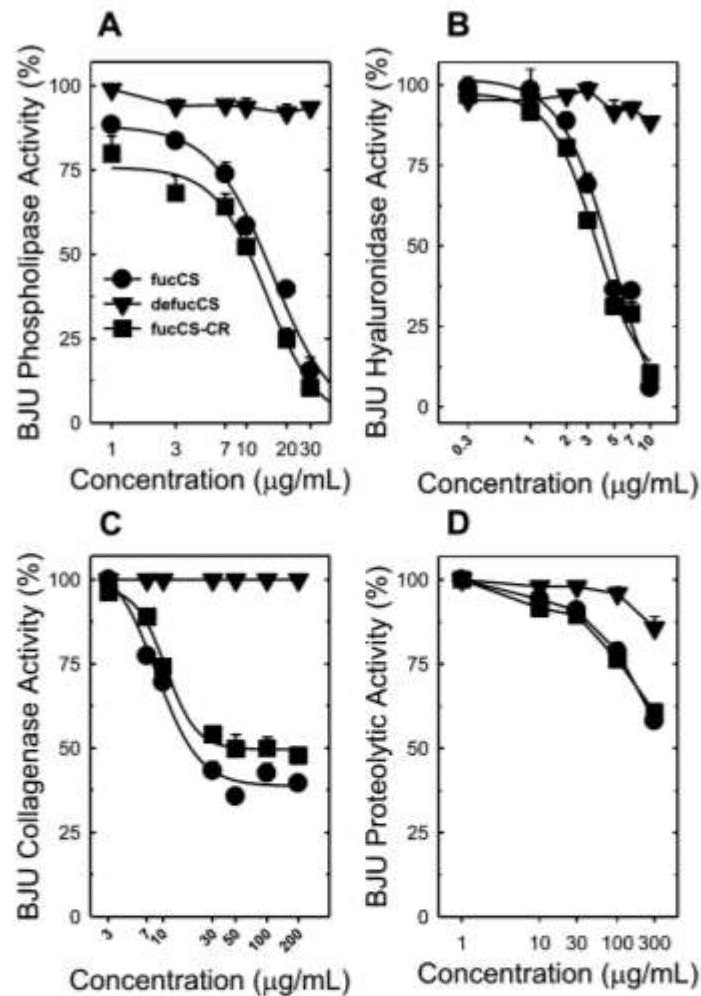 A
BJU Phospholipase Activity (%)
100
75
50
25
0
fucCS
defucCS
fucCS-CR
1 3 7 10 20 30
Concentration (μg/mL)
B
BJU Hyaluronidase Activity (%)
100
75
50
25
0
0.3 1 2 3 5 7 10
Concentration (μg/mL)
C
BJU Collagenase Activity (%)
100
75
50
25
0
3 7 10 30 50 100 200
Concentration (μg/mL)
D
BJU Proteolytic Activity (%)
100
75
50
25
0
1 10 30 100 300
Concentration (μg/mL)